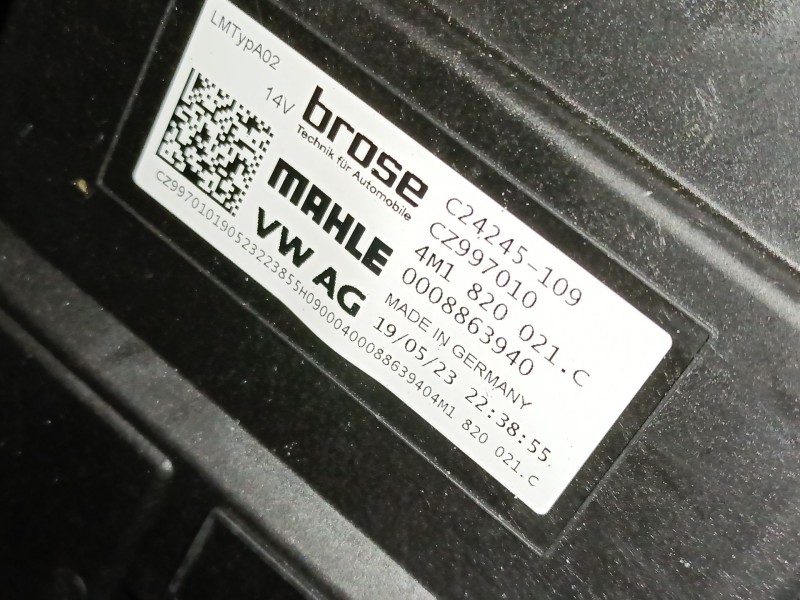 LMTypA02
14V
brose
Technik für Automobile
MAHLE
VW AG
C24245-109
CZ997010
4M1 820 021.C
0008863940
MADE IN GERMANY
19/05/23 22:38:55
CZ997010190523223855H09000400088639404M1 820 021.C